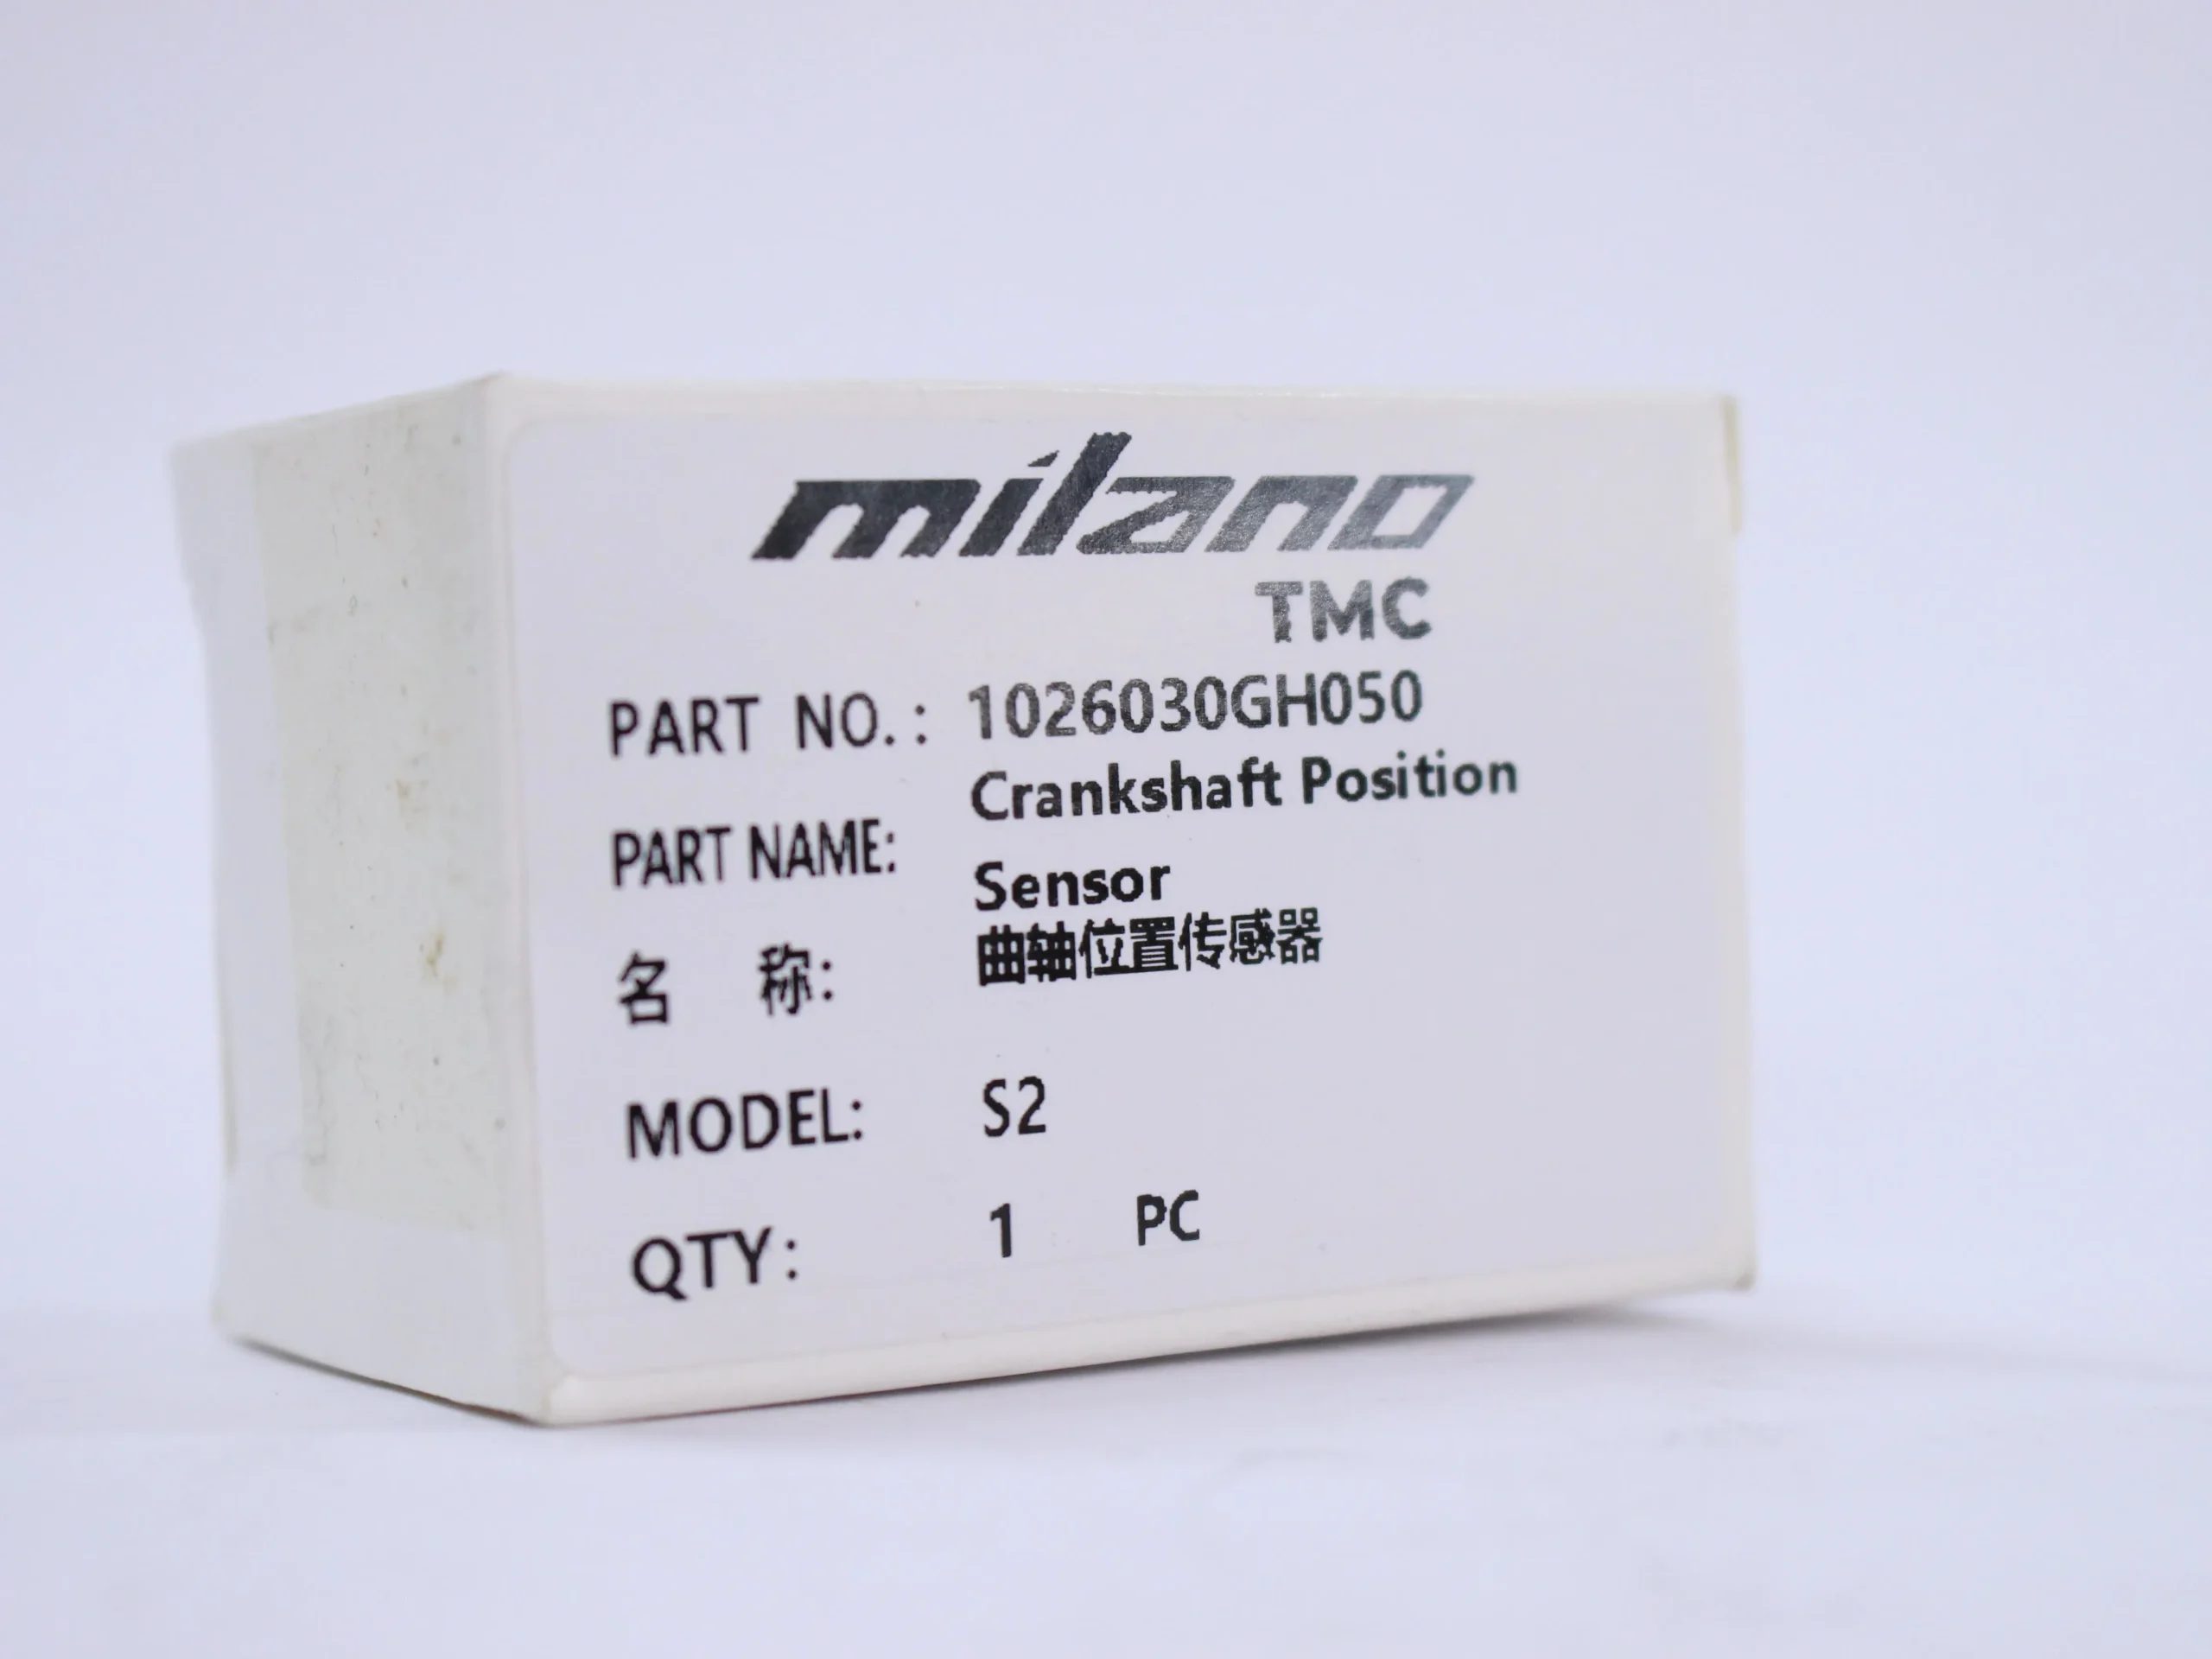 milano
TMC
PART NO.: 1026030GH050
PART NAME: Crankshaft Position
Sensor
名 称: 曲轴位置传感器
MODEL: S2
QTY: 1 PC